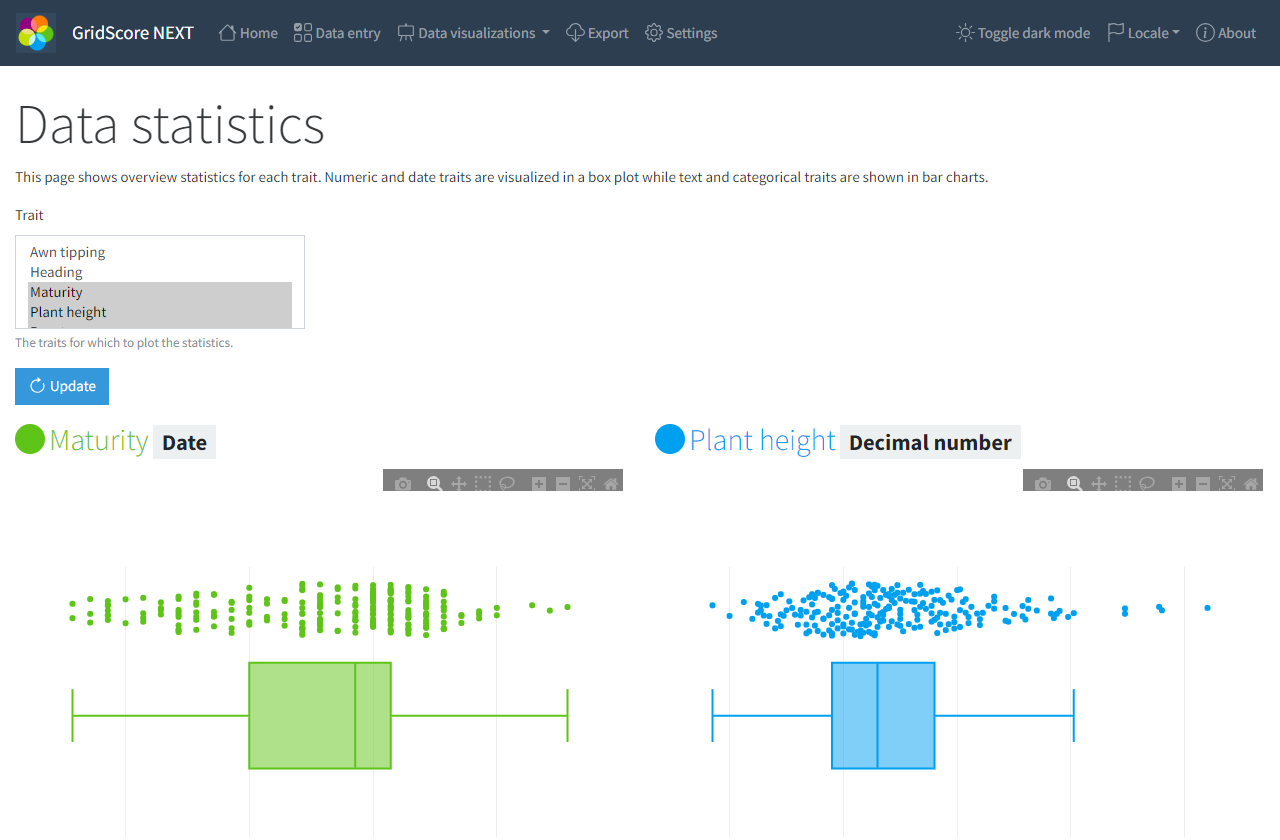 GridScore NEXT Home Data entry Data visualizations Export Settings Toggle dark mode Locale About
Data statistics
This page shows overview statistics for each trait. Numeric and date traits are visualized in a box plot while text and categorical traits are shown in bar charts.
Trait
Awn tipping
Heading
Maturity
Plant height
The traits for which to plot the statistics.
Update
Maturity Date
Plant height Decimal number